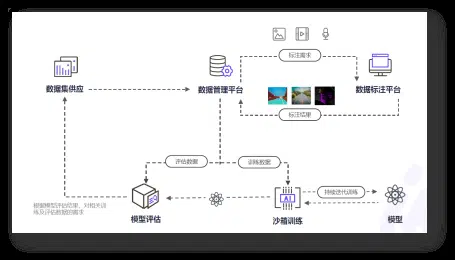 标注需求
数据集供应
数据管理平台
数据标注平台
标注结果
评估数据
训练数据
AI
持续迭代训练
根据模型评估结果，对相关训
练及评估数据的需求
模型评估
沙箱训练
模型